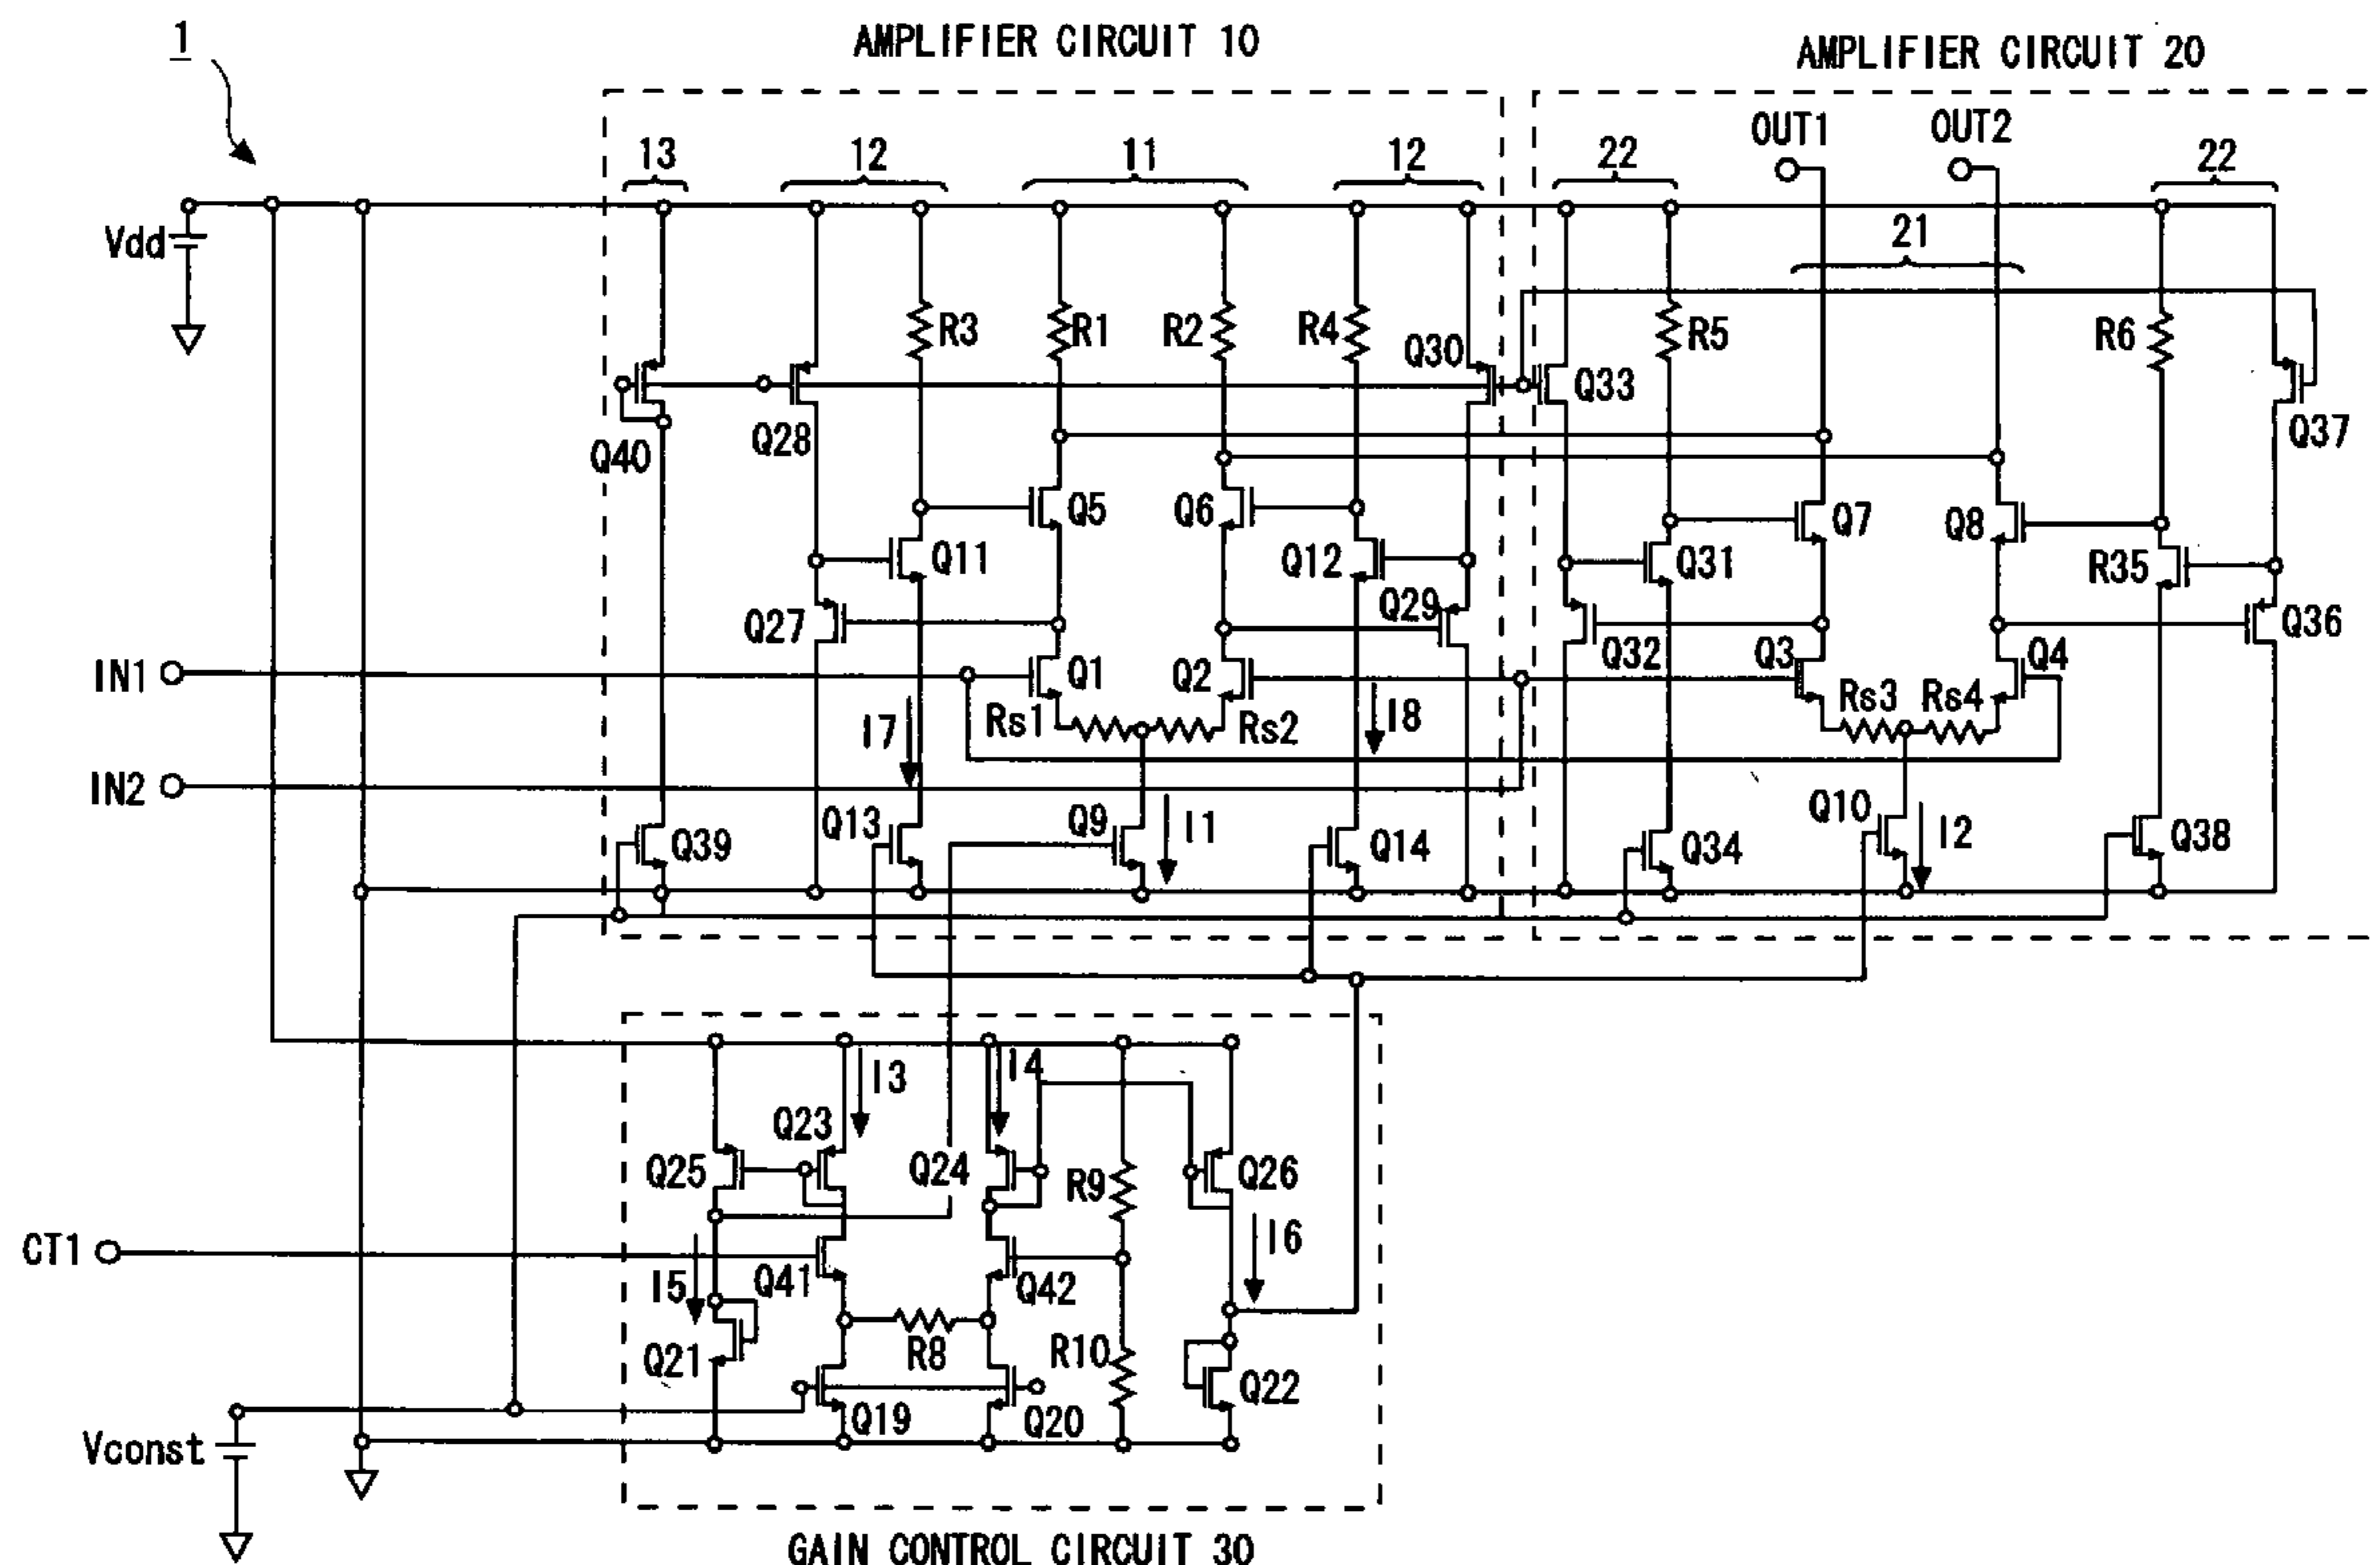 1
AMPLIFIER CIRCUIT 10
AMPLIFIER CIRCUIT 20
OUT1
OUT2
13
12
11
12
22
22
21
Vdd
R3
R1
R2
R4
Q30
R5
R6
Q33
Q37
Q40
Q28
Q5
Q6
Q7
Q8
Q11
Q12
Q31
R35
Q27
Q29
Q32
Q3
Q4
Q36
IN1
Q1
Q2
Rs1
Rs2
Rs3
Rs4
I7
I8
IN2
Q39
Q13
Q9
I1
Q14
Q34
Q10
I2
Q38
I3
I4
Q23
Q25
Q24
R9
Q26
CT1
I5
Q41
Q42
I6
Q21
R8
R10
Q22
Q19
Q20
Vconst
GAIN CONTROL CIRCUIT 30